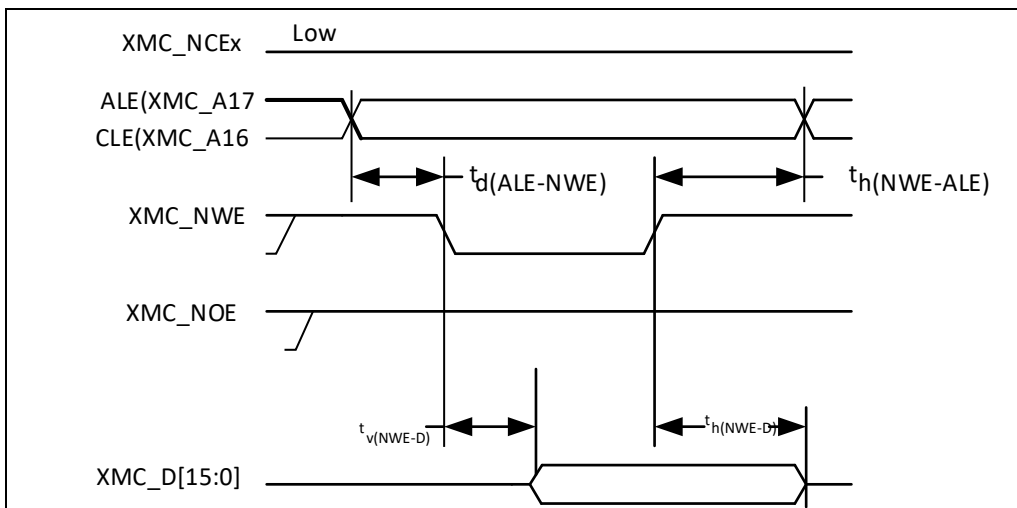 XMC_NCEx
Low
ALE(XMC_A17
CLE(XMC_A16
td(ALE-NWE)
th(NWE-ALE)
XMC_NWE
XMC_NOE
tv(NWE-D)
th(NWE-D)
XMC_D[15:0]